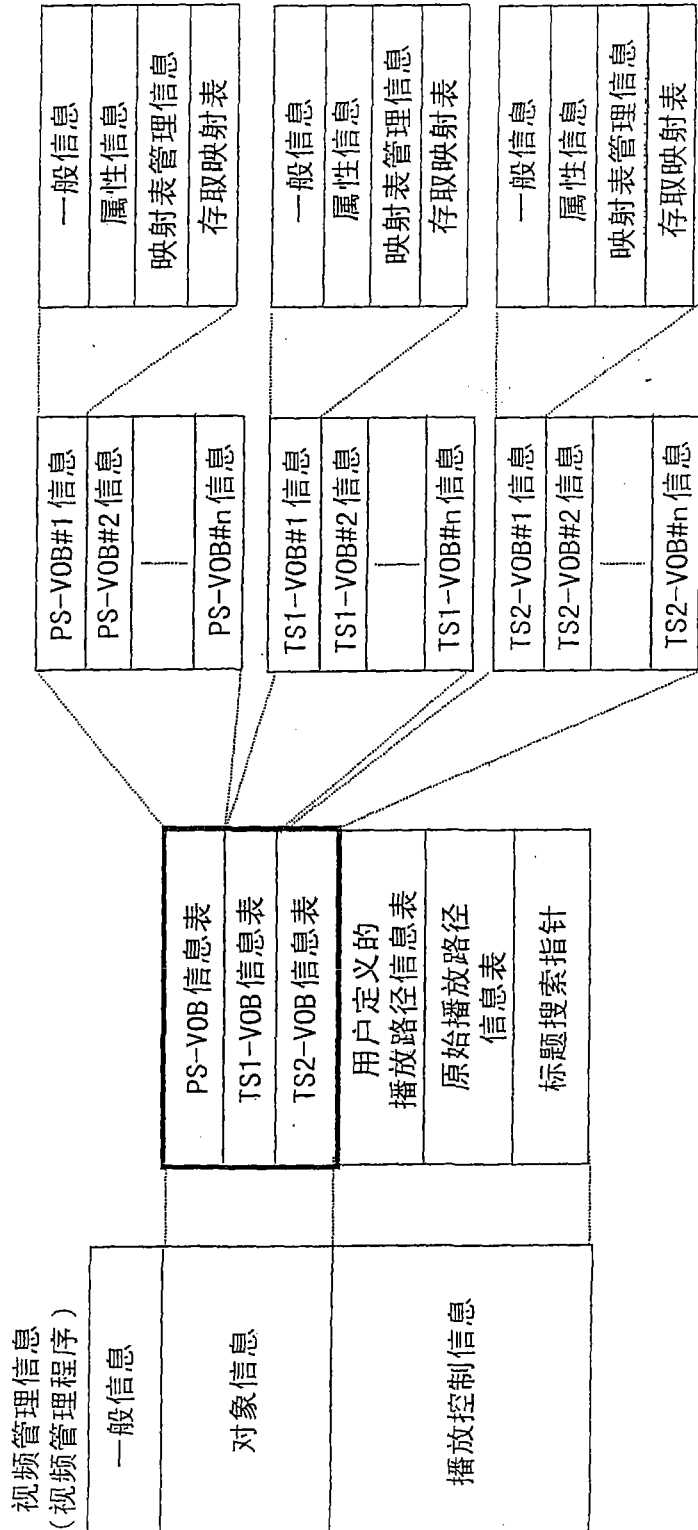 视频管理信息
(视频管理程序)
一般信息
对象信息
播放控制信息
PS-VOB信息表
TS1-VOB信息表
TS2-VOB信息表
用户定义的
播放路径信息表
原始播放路径
信息表
标题搜索指针
PS-VOB#1信息
PS-VOB#2信息
PS-VOB#n信息
TS1-VOB#1信息
TS1-VOB#2信息
TS1-VOB#n信息
TS2-VOB#1信息
TS2-VOB#2信息
TS2-VOB#n信息
一般信息
属性信息
映射表管理信息
存取映射表
一般信息
属性信息
映射表管理信息
存取映射表
一般信息
属性信息
映射表管理信息
存取映射表